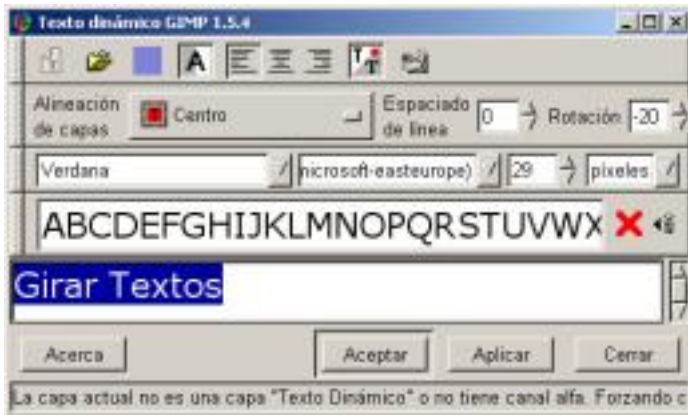 Texto dinámico GIMP 1.5.4
A
Alineación de capas Centro Espaciado de línea 0 Rotación -20
Verdana microsoft-easteurope) 29 píxeles
ABCDEFGHIJKLMNOPQRSTUVWX
Girar Textos
Acerca Aceptar Aplicar Cerrar
La capa actual no es una capa "Texto Dinámico" o no tiene canal alfa. Forzando c